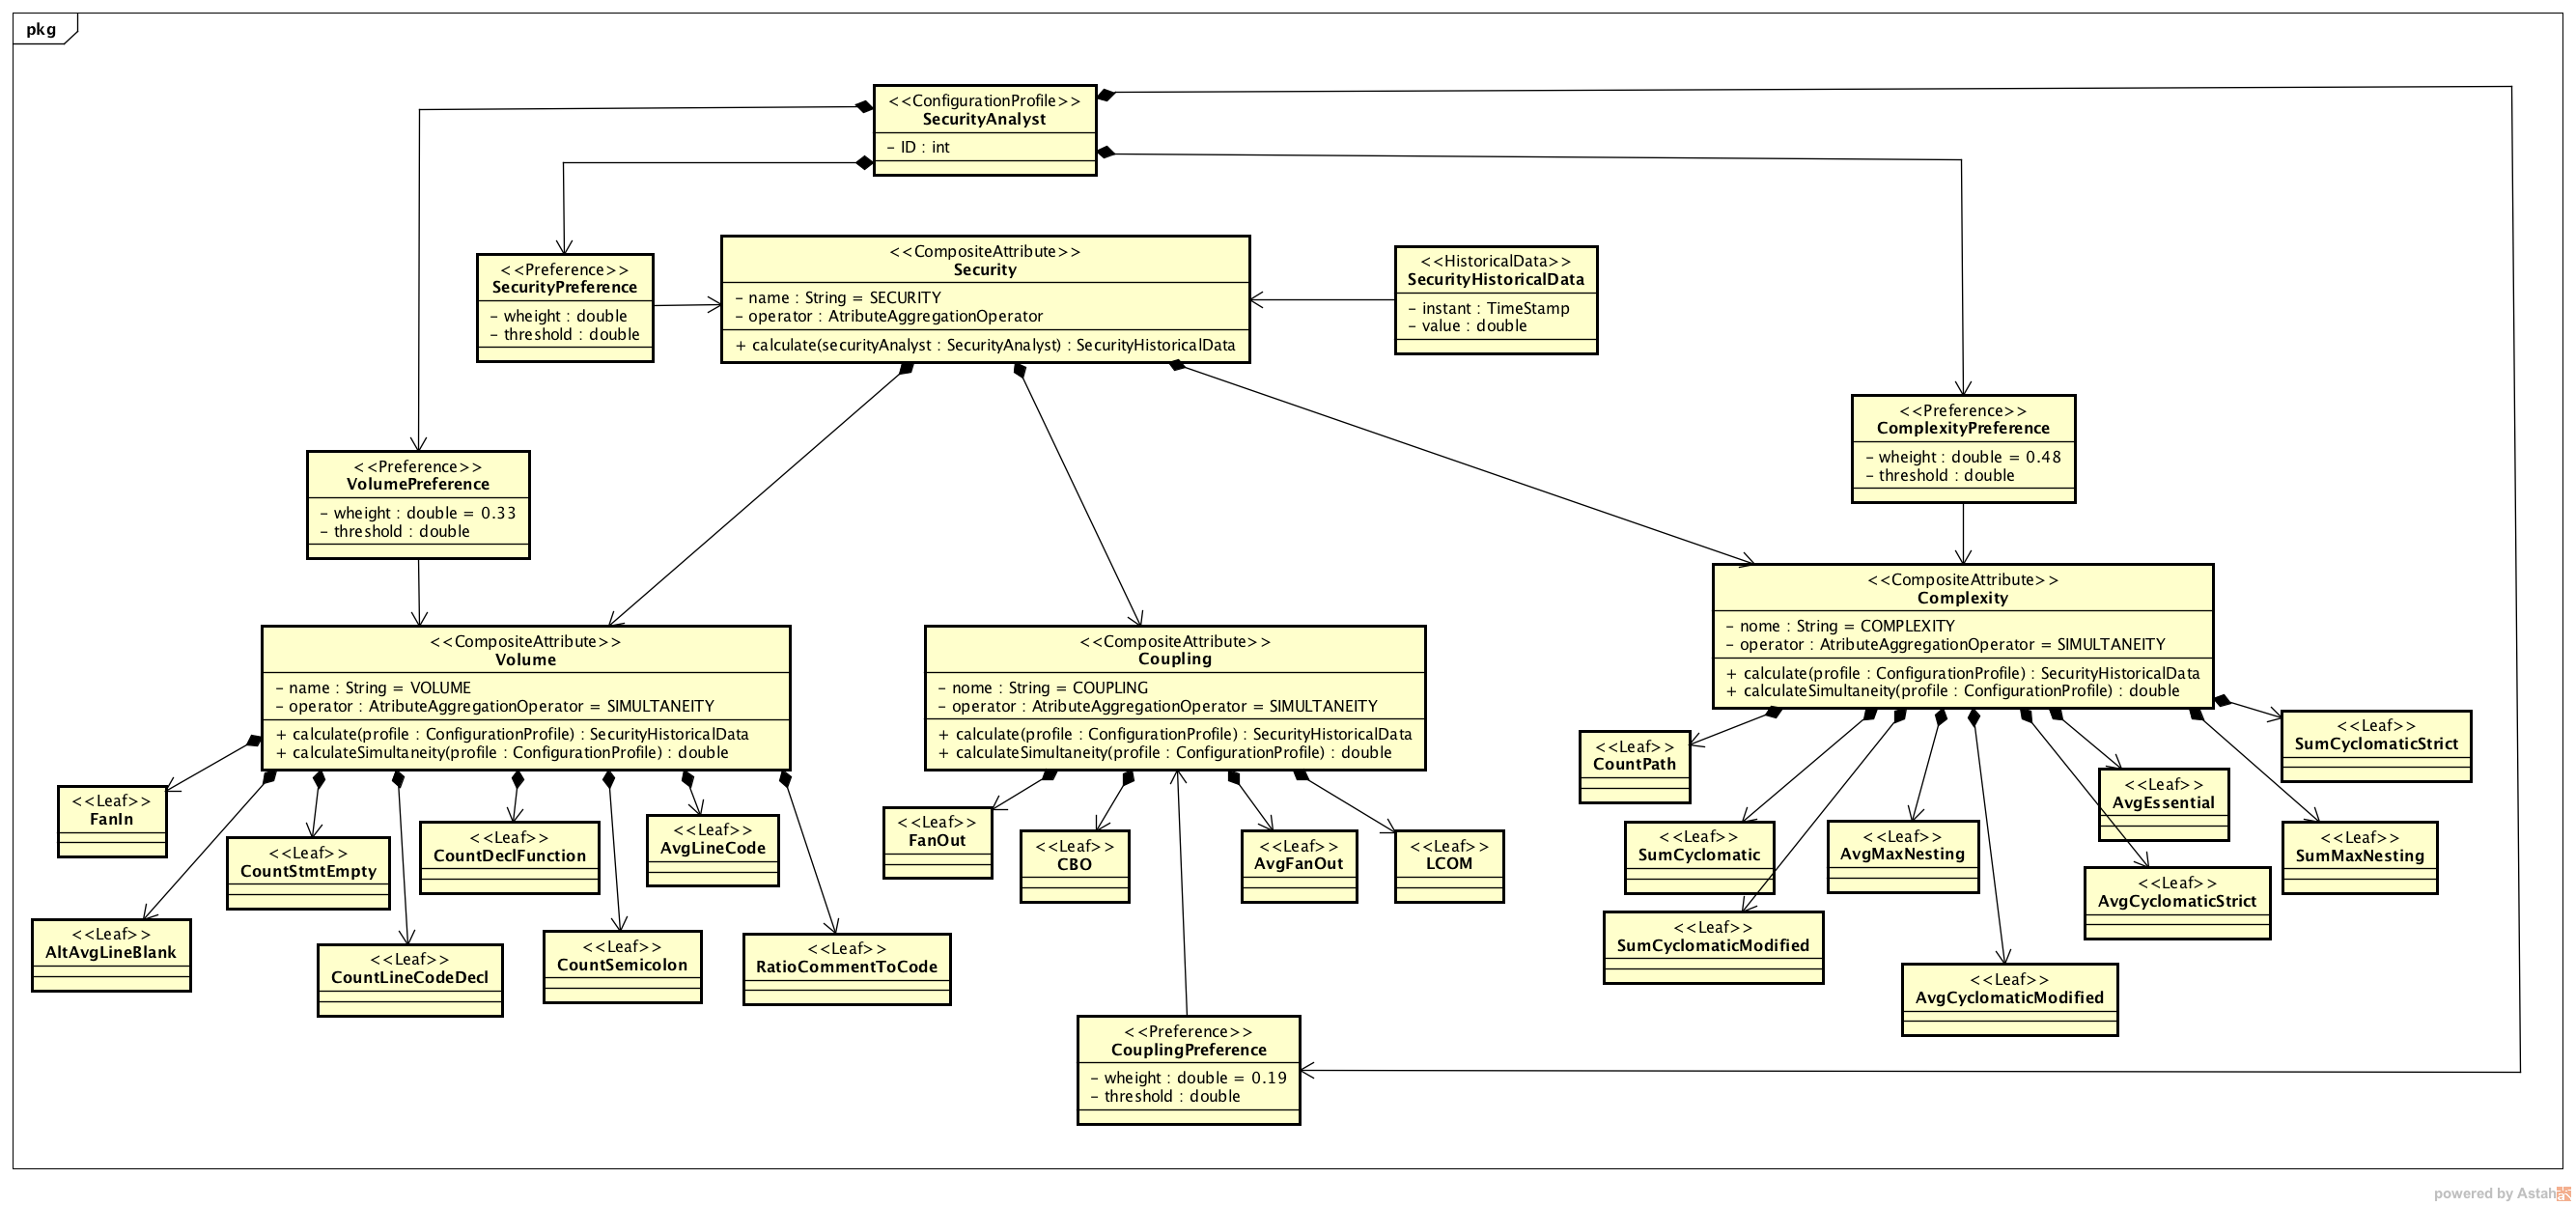 pkg
<<ConfigurationProfile>>
SecurityAnalyst
- ID : int
<<Preference>>
SecurityPreference
- wheight : double
- threshold : double
<<CompositeAttribute>>
Security
- name : String = SECURITY
- operator : AtributeAggregationOperator
+ calculate(securityAnalyst : SecurityAnalyst) : SecurityHistoricalData
<<HistoricalData>>
SecurityHistoricalData
- instant : TimeStamp
- value : double
<<Preference>>
VolumePreference
- wheight : double = 0.33
- threshold : double
<<Preference>>
ComplexityPreference
- wheight : double = 0.48
- threshold : double
<<CompositeAttribute>>
Volume
- name : String = VOLUME
- operator : AtributeAggregationOperator = SIMULTANEITY
+ calculate(profile : ConfigurationProfile) : SecurityHistoricalData
+ calculateSimultaneity(profile : ConfigurationProfile) : double
<<CompositeAttribute>>
Coupling
- nome : String = COUPLING
- operator : AtributeAggregationOperator = SIMULTANEITY
+ calculate(profile : ConfigurationProfile) : SecurityHistoricalData
+ calculateSimultaneity(profile : ConfigurationProfile) : double
<<CompositeAttribute>>
Complexity
- nome : String = COMPLEXITY
- operator : AtributeAggregationOperator = SIMULTANEITY
+ calculate(profile : ConfigurationProfile) : SecurityHistoricalData
+ calculateSimultaneity(profile : ConfigurationProfile) : double
<<Leaf>>
FanIn
<<Leaf>>
AltAvgLineBlank
<<Leaf>>
CountStmtEmpty
<<Leaf>>
CountLineCodeDecl
<<Leaf>>
CountDeclFunction
<<Leaf>>
CountSemicolon
<<Leaf>>
AvgLineCode
<<Leaf>>
RatioCommentToCode
<<Leaf>>
FanOut
<<Leaf>>
CBO
<<Leaf>>
AvgFanOut
<<Leaf>>
LCOM
<<Leaf>>
CountPath
<<Leaf>>
SumCyclomatic
<<Leaf>>
SumCyclomaticModified
<<Leaf>>
AvgMaxNesting
<<Leaf>>
AvgCyclomaticModified
<<Leaf>>
AvgEssential
<<Leaf>>
AvgCyclomaticStrict
<<Leaf>>
SumMaxNesting
<<Leaf>>
SumCyclomaticStrict
<<Preference>>
CouplingPreference
- wheight : double = 0.19
- threshold : double
powered by Astah